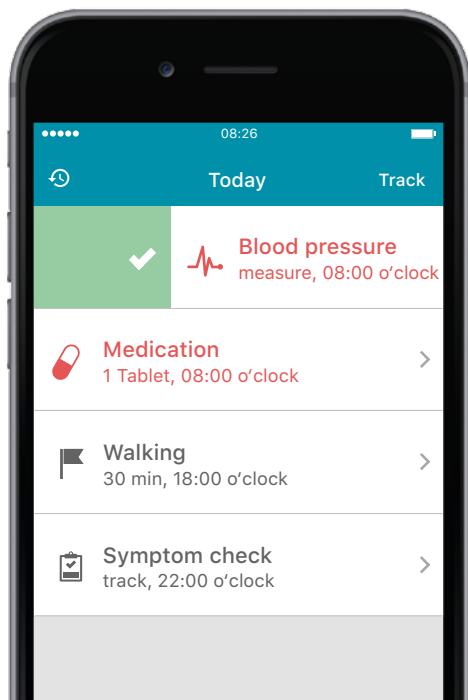 08:26
Today
Track
Blood pressure
measure, 08:00 o‘clock
Medication
1 Tablet, 08:00 o‘clock
Walking
30 min, 18:00 o‘clock
Symptom check
track, 22:00 o‘clock